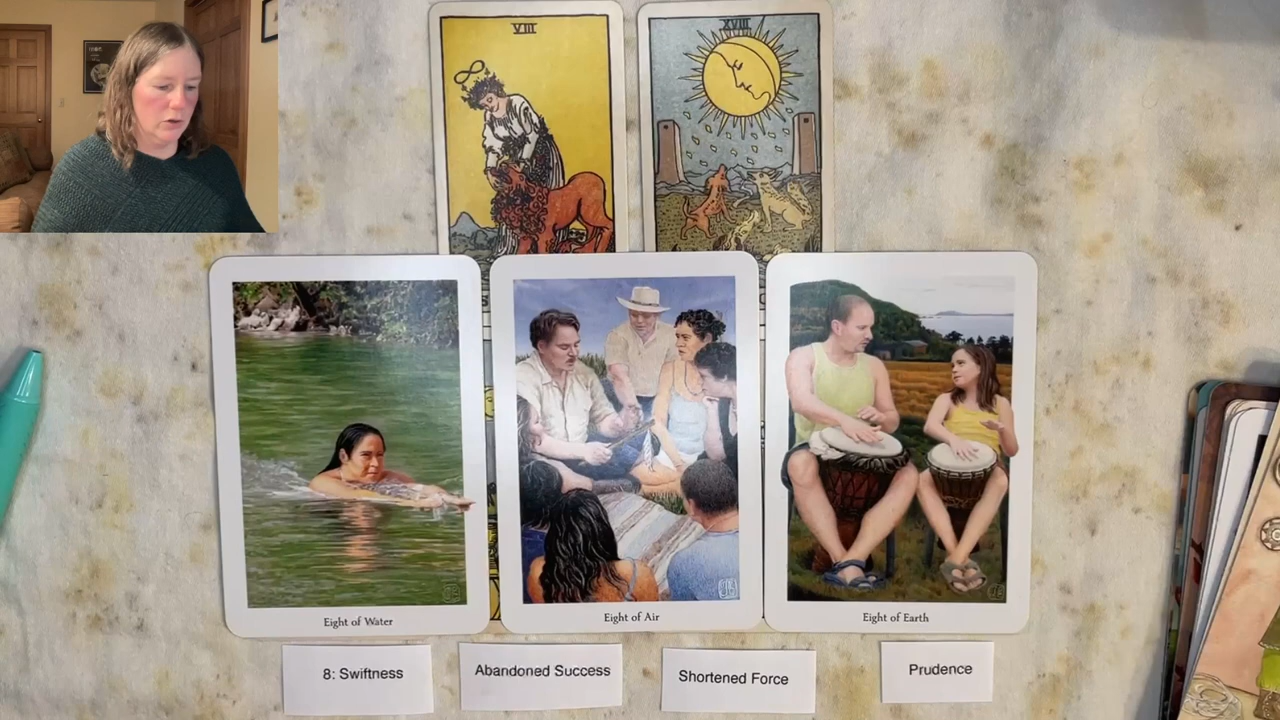 VIII
XVIII
Eight of Water
Eight of Air
Eight of Earth
8: Swiftness
Abandoned Success
Shortened Force
Prudence